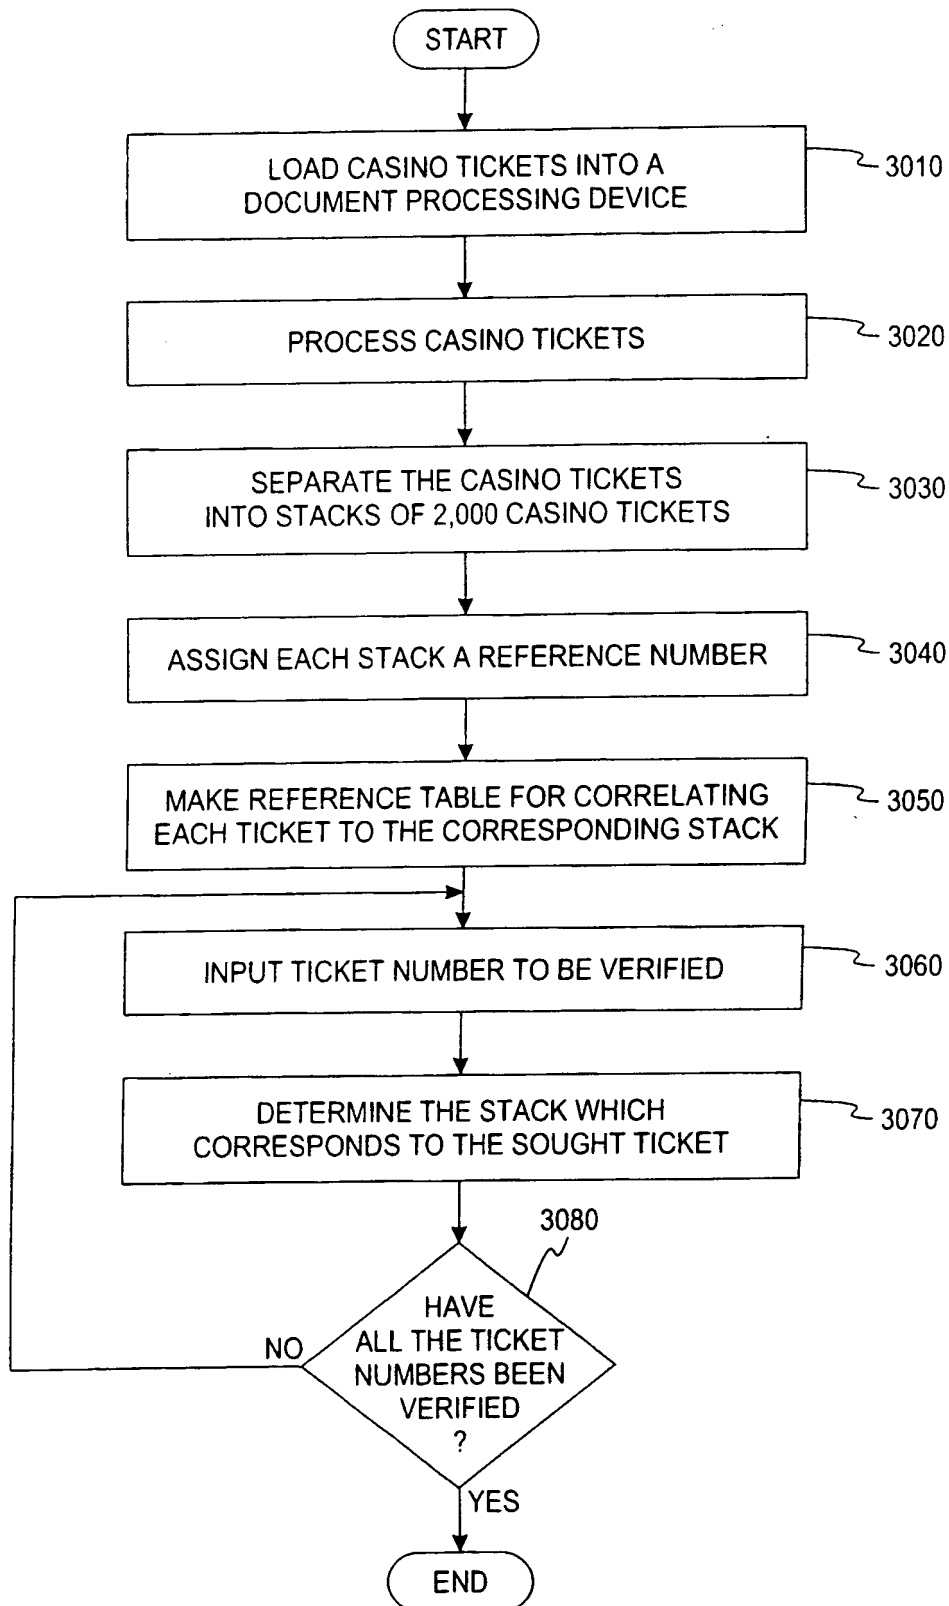 START
LOAD CASINO TICKETS INTO A
DOCUMENT PROCESSING DEVICE
3010
PROCESS CASINO TICKETS
3020
SEPARATE THE CASINO TICKETS
INTO STACKS OF 2,000 CASINO TICKETS
3030
ASSIGN EACH STACK A REFERENCE NUMBER
3040
MAKE REFERENCE TABLE FOR CORRELATING
EACH TICKET TO THE CORRESPONDING STACK
3050
INPUT TICKET NUMBER TO BE VERIFIED
3060
DETERMINE THE STACK WHICH
CORRESPONDS TO THE SOUGHT TICKET
3070
3080
HAVE
ALL THE TICKET
NUMBERS BEEN
VERIFIED
?
NO
YES
END